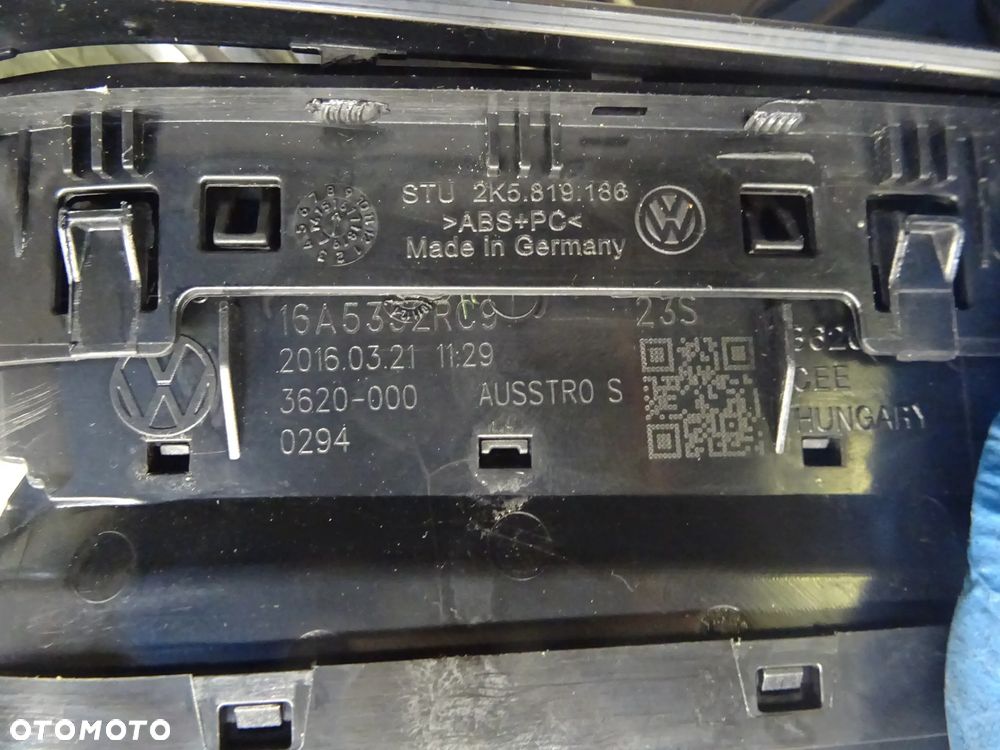 STU 2K5.819.186
>ABS+PC<
Made in Germany
23S
2016.03.21 11:29
3620-000 AUSSTRO S
CEE
HUNGARY
0294
OTOMOTO